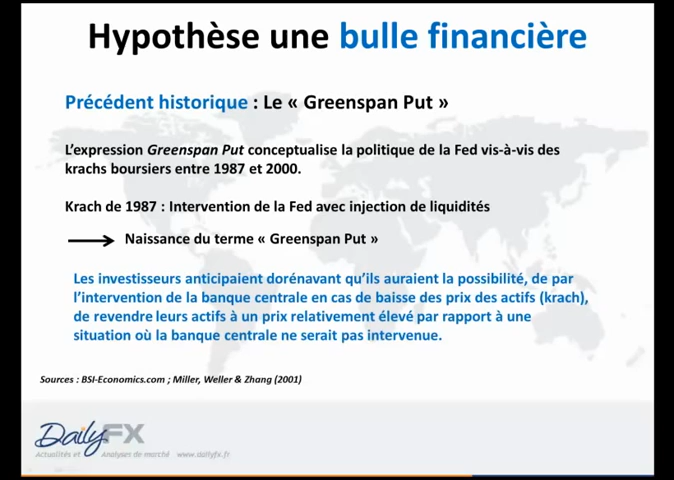 Hypothèse une bulle financière
Précédent historique : Le « Greenspan Put »
L'expression Greenspan Put conceptualise la politique de la Fed vis-à-vis des
krachs boursiers entre 1987 et 2000.
Krach de 1987 : Intervention de la Fed avec injection de liquidités
Naissance du terme « Greenspan Put »
Les investisseurs anticipaient dorénavant qu'ils auraient la possibilité, de par
l'intervention de la banque centrale en cas de baisse des prix des actifs (krach),
de revendre leurs actifs à un prix relativement élevé par rapport à une
situation où la banque centrale ne serait pas intervenue.
Sources : BSI-Economics.com ; Miller, Weller & Zhang (2001)
DailyFX
Actualités et Analyses de marché www.dailyfx.fr